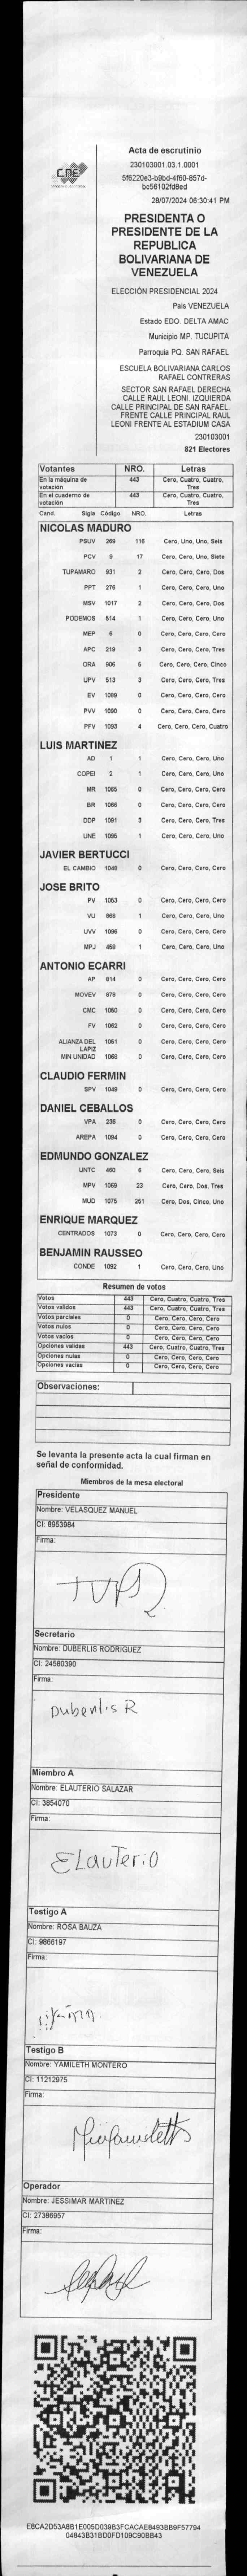 CNE
Acta de escrutinio
230103001.03.1.0001
5f6220e3-b9bd-4f60-857d-
bc56102fd8ed
28/07/2024 06:30:41 PM
PRESIDENTA O
PRESIDENTE DE LA
REPUBLICA
BOLIVARIANA DE
VENEZUELA
ELECCIÓN PRESIDENCIAL 2024
País VENEZUELA
Estado EDO. DELTA AMAC
Municipio MP. TUCUPITA
Parroquia PQ. SAN RAFAEL
ESCUELA BOLIVARIANA CARLOS
RAFAEL CONTRERAS
SECTOR SAN RAFAEL DERECHA
CALLE RAUL LEONI. IZQUIERDA
CALLE PRINCIPAL DE SAN RAFAEL.
FRENTE CALLE PRINCIPAL RAUL
LEONI FRENTE AL ESTADIUM CASA
230103001
821 Electores
Votantes NRO. Letras
En la máquina de votación 443 Cero, Cuatro, Cuatro, Tres
En el cuaderno de votación 443 Cero, Cuatro, Cuatro, Tres
Cand. Sigla Código NRO. Letras
NICOLAS MADURO
PSUV 269 116 Cero, Uno, Uno, Seis
PCV 9 17 Cero, Cero, Uno, Siete
TUPAMARO 931 2 Cero, Cero, Cero, Dos
PPT 276 1 Cero, Cero, Cero, Uno
MSV 1017 2 Cero, Cero, Cero, Dos
PODEMOS 514 1 Cero, Cero, Cero, Uno
MEP 6 0 Cero, Cero, Cero, Cero
APC 219 3 Cero, Cero, Cero, Tres
ORA 906 5 Cero, Cero, Cero, Cinco
UPV 513 3 Cero, Cero, Cero, Tres
EV 1089 0 Cero, Cero, Cero, Cero
PVV 1090 0 Cero, Cero, Cero, Cero
PFV 1093 4 Cero, Cero, Cero, Cuatro
LUIS MARTINEZ
AD 1 1 Cero, Cero, Cero, Uno
COPEI 2 1 Cero, Cero, Cero, Uno
MR 1065 0 Cero, Cero, Cero, Cero
BR 1066 0 Cero, Cero, Cero, Cero
DDP 1091 3 Cero, Cero, Cero, Tres
UNE 1095 1 Cero, Cero, Cero, Uno
JAVIER BERTUCCI
EL CAMBIO 1048 0 Cero, Cero, Cero, Cero
JOSE BRITO
PV 1053 0 Cero, Cero, Cero, Cero
VU 668 1 Cero, Cero, Cero, Uno
UVV 1096 0 Cero, Cero, Cero, Cero
MPJ 459 1 Cero, Cero, Cero, Uno
ANTONIO ECARRI
AP 614 0 Cero, Cero, Cero, Cero
MOVEV 878 0 Cero, Cero, Cero, Cero
CMC 1060 0 Cero, Cero, Cero, Cero
FV 1062 0 Cero, Cero, Cero, Cero
ALIANZA DEL LAPIZ 1051 0 Cero, Cero, Cero, Cero
MIN UNIDAD 1068 0 Cero, Cero, Cero, Cero
CLAUDIO FERMIN
SPV 1049 0 Cero, Cero, Cero, Cero
DANIEL CEBALLOS
VPA 236 0 Cero, Cero, Cero, Cero
AREPA 1094 0 Cero, Cero, Cero, Cero
EDMUNDO GONZALEZ
UNTC 480 6 Cero, Cero, Cero, Seis
MPV 1069 23 Cero, Cero, Dos, Tres
MUD 1075 251 Cero, Dos, Cinco, Uno
ENRIQUE MARQUEZ
CENTRADOS 1073 0 Cero, Cero, Cero, Cero
BENJAMIN RAUSSEO
CONDE 1092 1 Cero, Cero, Cero, Uno
Resumen de votos
Votos 443 Cero, Cuatro, Cuatro, Tres
Votos validos 443 Cero, Cuatro, Cuatro, Tres
Votos parciales 0 Cero, Cero, Cero, Cero
Votos nulos 0 Cero, Cero, Cero, Cero
Votos vacios 0 Cero, Cero, Cero, Cero
Opciones validas 443 Cero, Cuatro, Cuatro, Tres
Opciones nulas 0 Cero, Cero, Cero, Cero
Opciones vacias 0 Cero, Cero, Cero, Cero
Observaciones:
Se levanta la presente acta la cual firman en
señal de conformidad.
Miembros de la mesa electoral
Presidente
Nombre: VELASQUEZ MANUEL
CI: 8953984
Firma:
Secretario
Nombre: DUBERLIS RODRIGUEZ
CI: 24580390
Firma:
Duberlis R
Miembro A
Nombre: ELAUTERIO SALAZAR
CI: 3854070
Firma:
ELauTerio
Testigo A
Nombre: ROSA BAUZA
CI: 9866197
Firma:
Testigo B
Nombre: YAMILETH MONTERO
CI: 11212975
Firma:
Operador
Nombre: JESSIMAR MARTINEZ
CI: 27386957
Firma:
E8CA2D53A8B1E005D039B3FCACAE8493BB9F57794
04843B31BD0FD109C90BB43